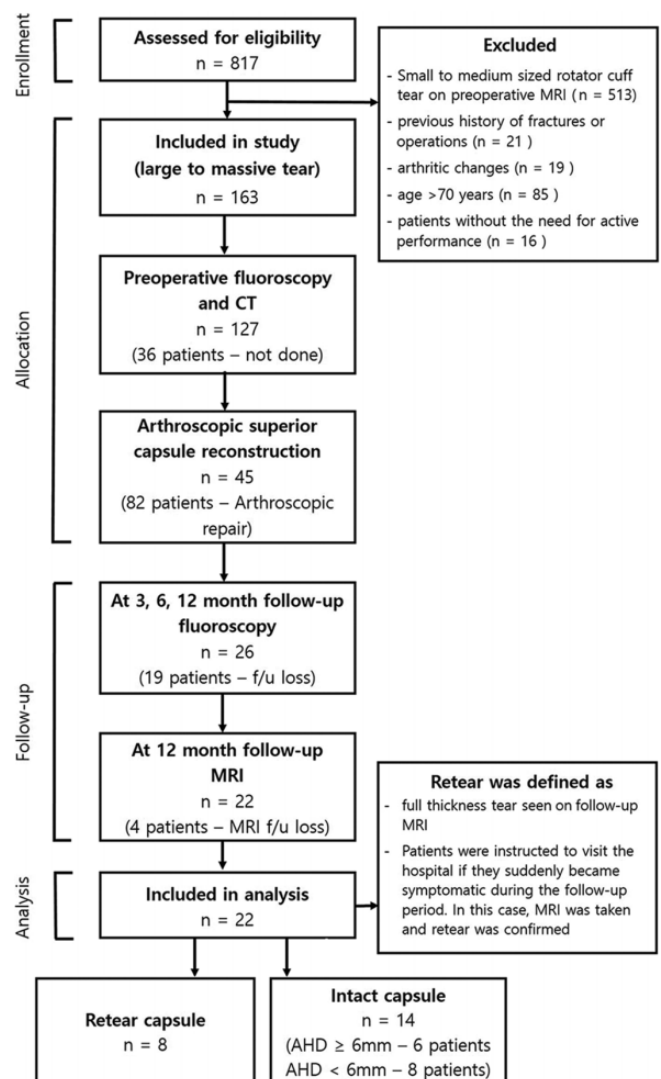 Enrollment
Assessed for eligibility
n = 817
Excluded
- Small to medium sized rotator cuff
tear on preoperative MRI ( n = 513)
- previous history of fractures or
operations (n = 21 )
- arthritic changes (n = 19 )
- age >70 years (n = 85 )
- patients without the need for active
performance (n = 16 )
Allocation
Included in study
(large to massive tear)
n = 163
Preoperative fluoroscopy
and CT
n = 127
(36 patients – not done)
Arthroscopic superior
capsule reconstruction
n = 45
(82 patients – Arthroscopic
repair)
Follow-up
At 3, 6, 12 month follow-up
fluoroscopy
n = 26
(19 patients – f/u loss)
At 12 month follow-up
MRI
n = 22
(4 patients – MRI f/u loss)
Retear was defined as
- full thickness tear seen on follow-up
MRI
- Patients were instructed to visit the
hospital if they suddenly became
symptomatic during the follow-up
period. In this case, MRI was taken
and retear was confirmed
Analysis
Included in analysis
n = 22
Retear capsule
n = 8
Intact capsule
n = 14
(AHD ≥ 6mm – 6 patients
AHD < 6mm – 8 patients)